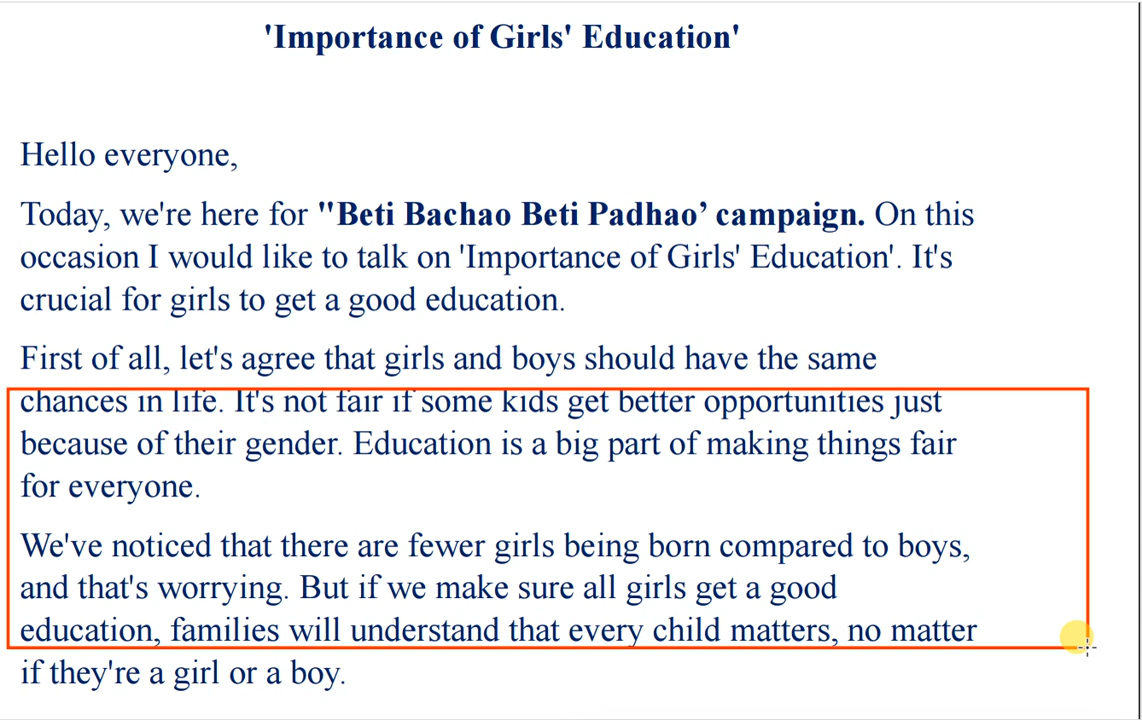 'Importance of Girls' Education'
Hello everyone,
Today, we're here for "Beti Bachao Beti Padhao’ campaign. On this
occasion I would like to talk on 'Importance of Girls' Education'. It's
crucial for girls to get a good education.
First of all, let's agree that girls and boys should have the same
chances in life. It's not fair if some kids get better opportunities just
because of their gender. Education is a big part of making things fair
for everyone.
We've noticed that there are fewer girls being born compared to boys,
and that's worrying. But if we make sure all girls get a good
education, families will understand that every child matters, no matter
if they're a girl or a boy.